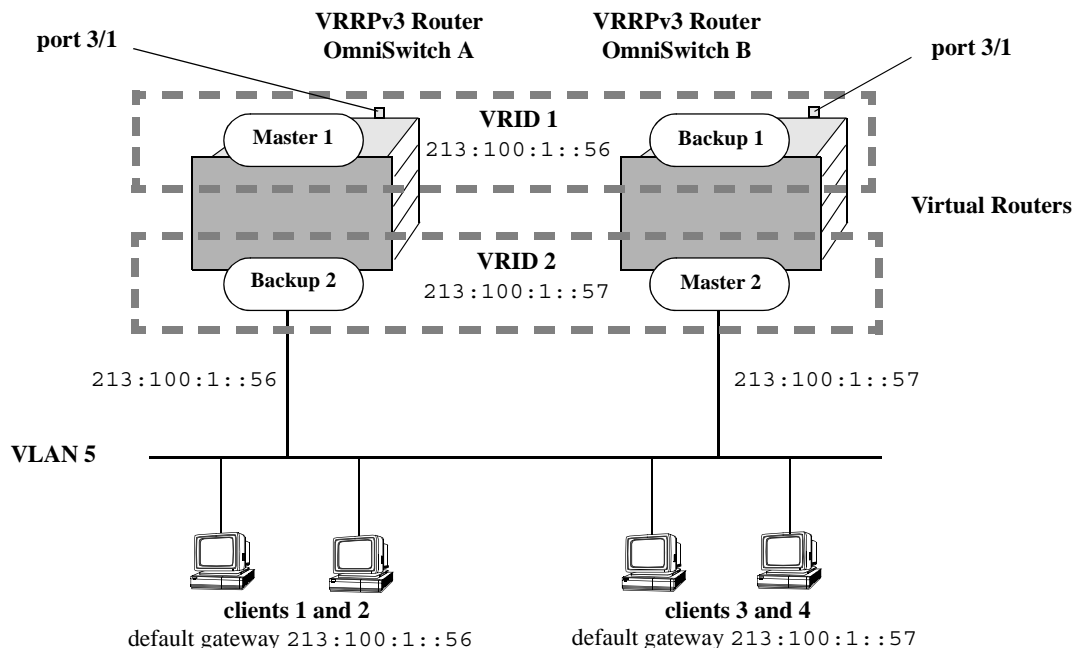 VRRPv3 Router
OmniSwitch A
VRRPv3 Router
OmniSwitch B
port 3/1
port 3/1
Master 1
VRID 1
213:100:1::56
Backup 1
Virtual Routers
Backup 2
VRID 2
213:100:1::57
Master 2
213:100:1::56
213:100:1::57
VLAN 5
clients 1 and 2
default gateway 213:100:1::56
clients 3 and 4
default gateway 213:100:1::57